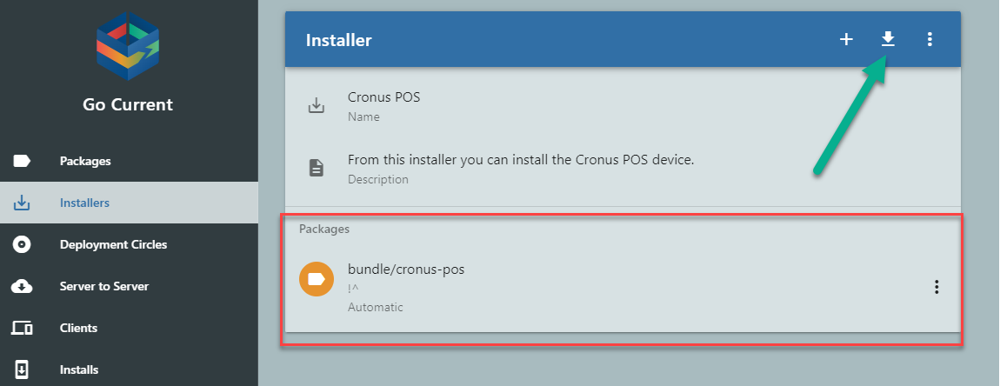 Go Current
Packages
Installers
Deployment Circles
Server to Server
Clients
Installs
Installer
Cronus POS
Name
From this installer you can install the Cronus POS device.
Description
Packages
bundle/cronus-pos
!^
Automatic